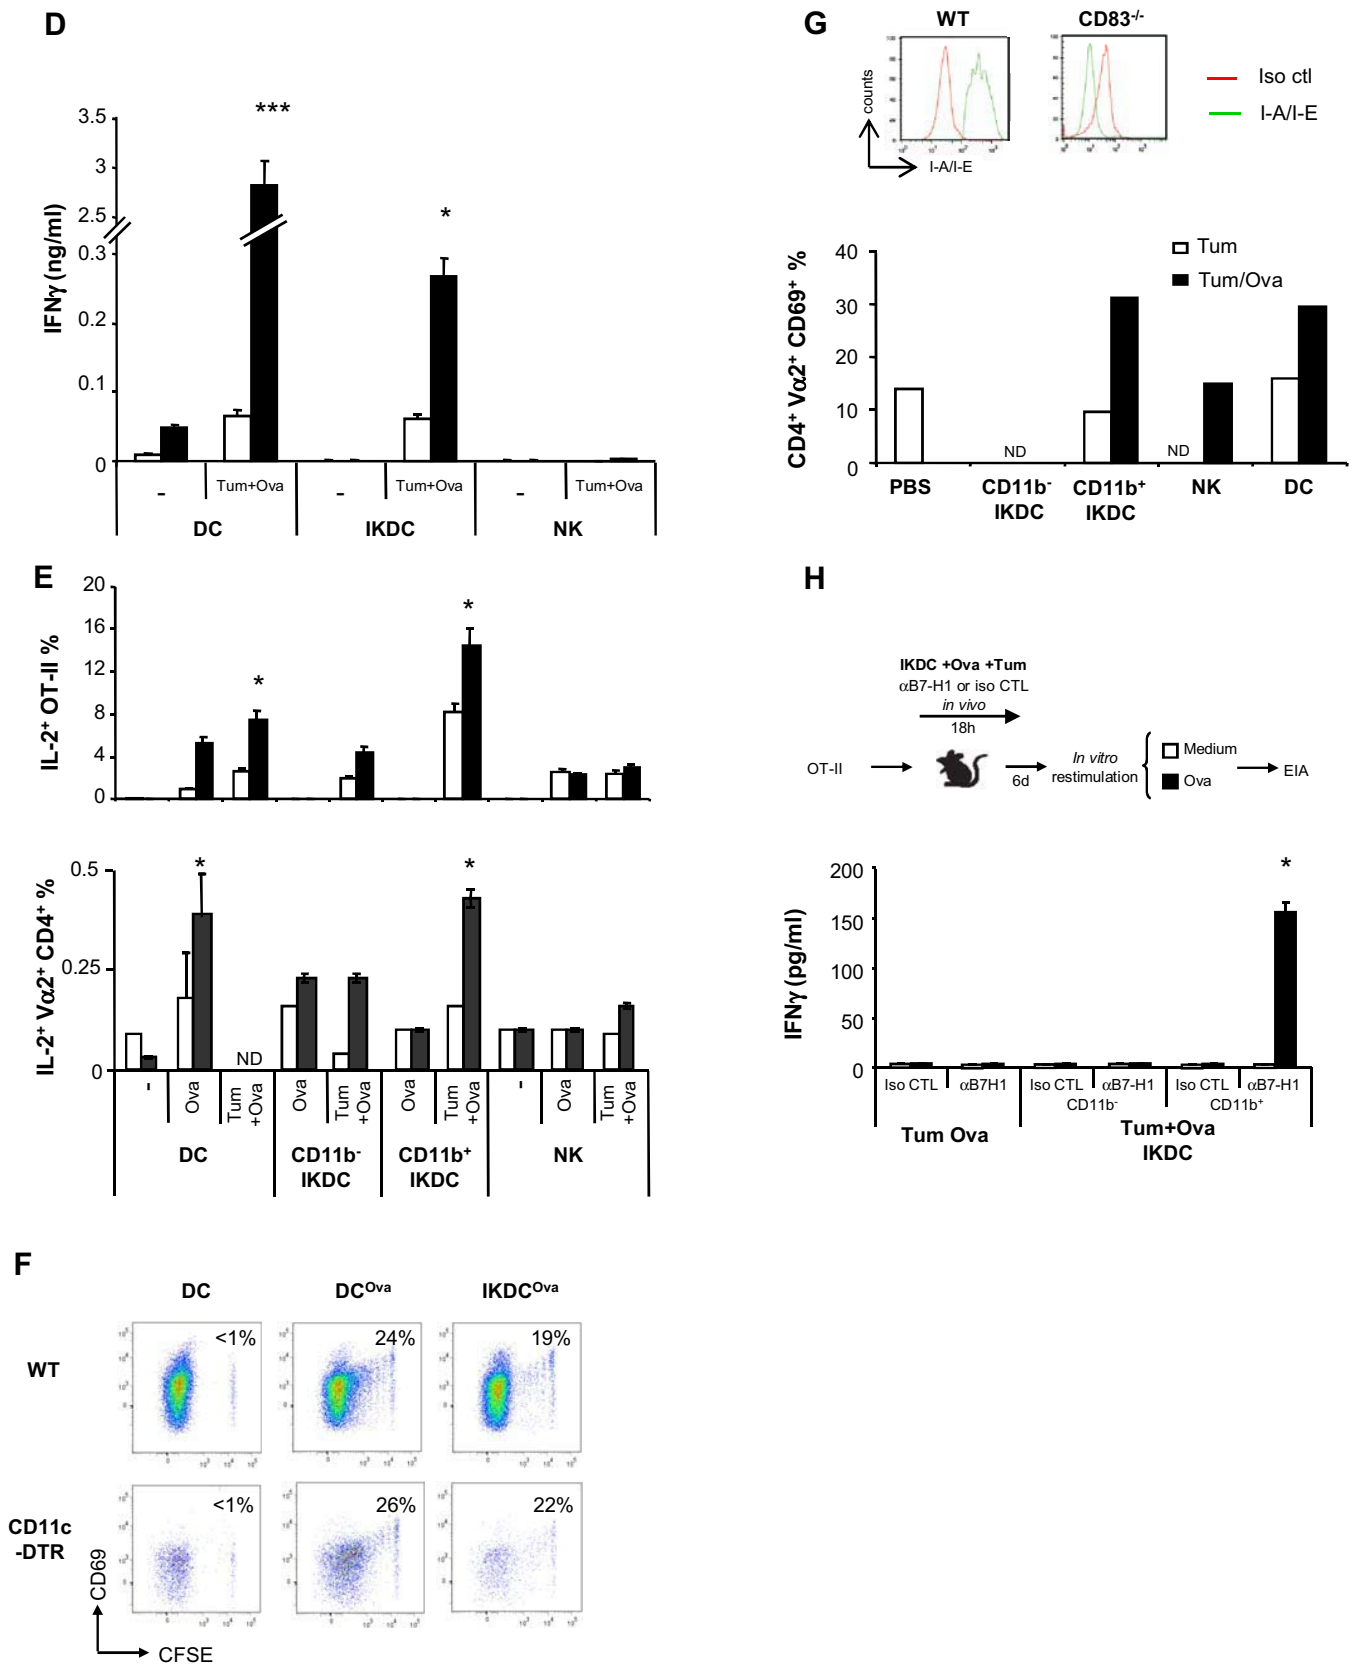 D
***
*
3.5
3
2.5
0.3
0.2
0.1
0
IFNγ (ng/ml)
- Tum+Ova - Tum+Ova - Tum+Ova
DC IKDC NK
E
20
16
12
8
4
0
IL-2⁺ OT-II %
* *
0.5
0.25
0
IL-2⁺ Vα2⁺ CD4⁺ %
* *
ND
- Ova Tum +Ova Ova Tum +Ova Ova Tum +Ova - Ova Tum +Ova
DC CD11b⁻ IKDC CD11b⁺ IKDC NK
F
DC DC^Ova IKDC^Ova
WT
<1% 24% 19%
CD11c
-DTR
<1% 26% 22%
CD69
CFSE
G
WT CD83⁻/⁻
counts
I-A/I-E
Iso ctl
I-A/I-E
Tum
Tum/Ova
40
30
20
10
0
CD4⁺ Vα2⁺ CD69⁺ %
ND ND
PBS CD11b⁻ IKDC CD11b⁺ IKDC NK DC
H
IKDC +Ova +Tum
αB7-H1 or iso CTL
in vivo
18h
OT-II
6d
In vitro
restimulation
Medium
Ova
EIA
200
150
100
50
0
IFNγ (pg/ml)
*
Iso CTL αB7H1 Iso CTL αB7-H1 Iso CTL αB7-H1
CD11b⁻ CD11b⁺
Tum Ova Tum+Ova
IKDC